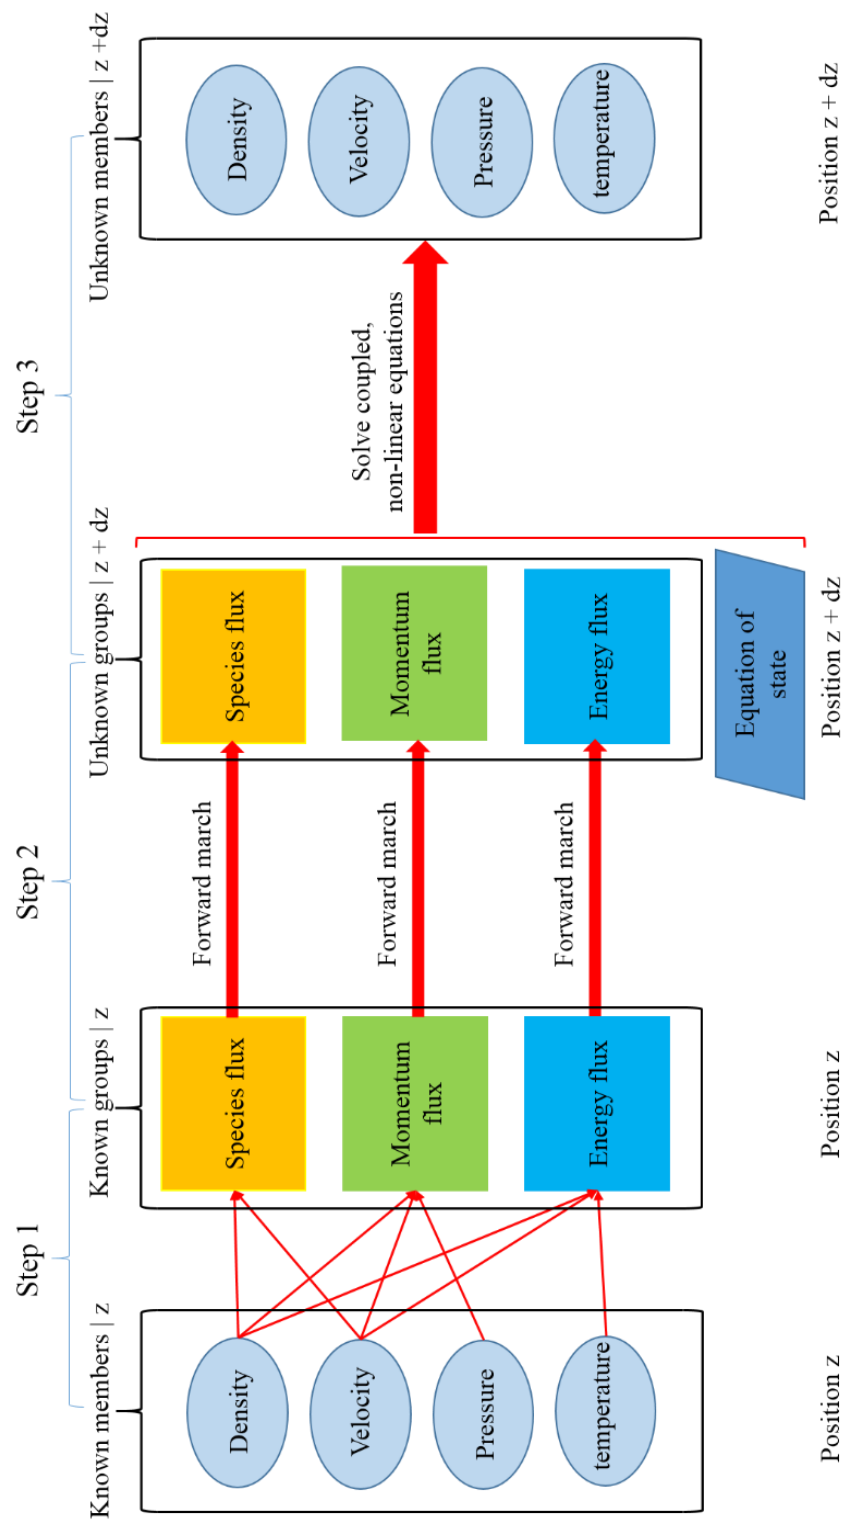 Step 1
Step 2
Step 3
Known members | z
Known groups | z
Unknown groups | z + dz
Unknown members | z +dz
Density
Velocity
Pressure
temperature
Species flux
Momentum
flux
Energy flux
Forward march
Forward march
Forward march
Species flux
Momentum
flux
Energy flux
Equation of
state
Solve coupled,
non-linear equations
Density
Velocity
Pressure
temperature
Position z
Position z
Position z + dz
Position z + dz